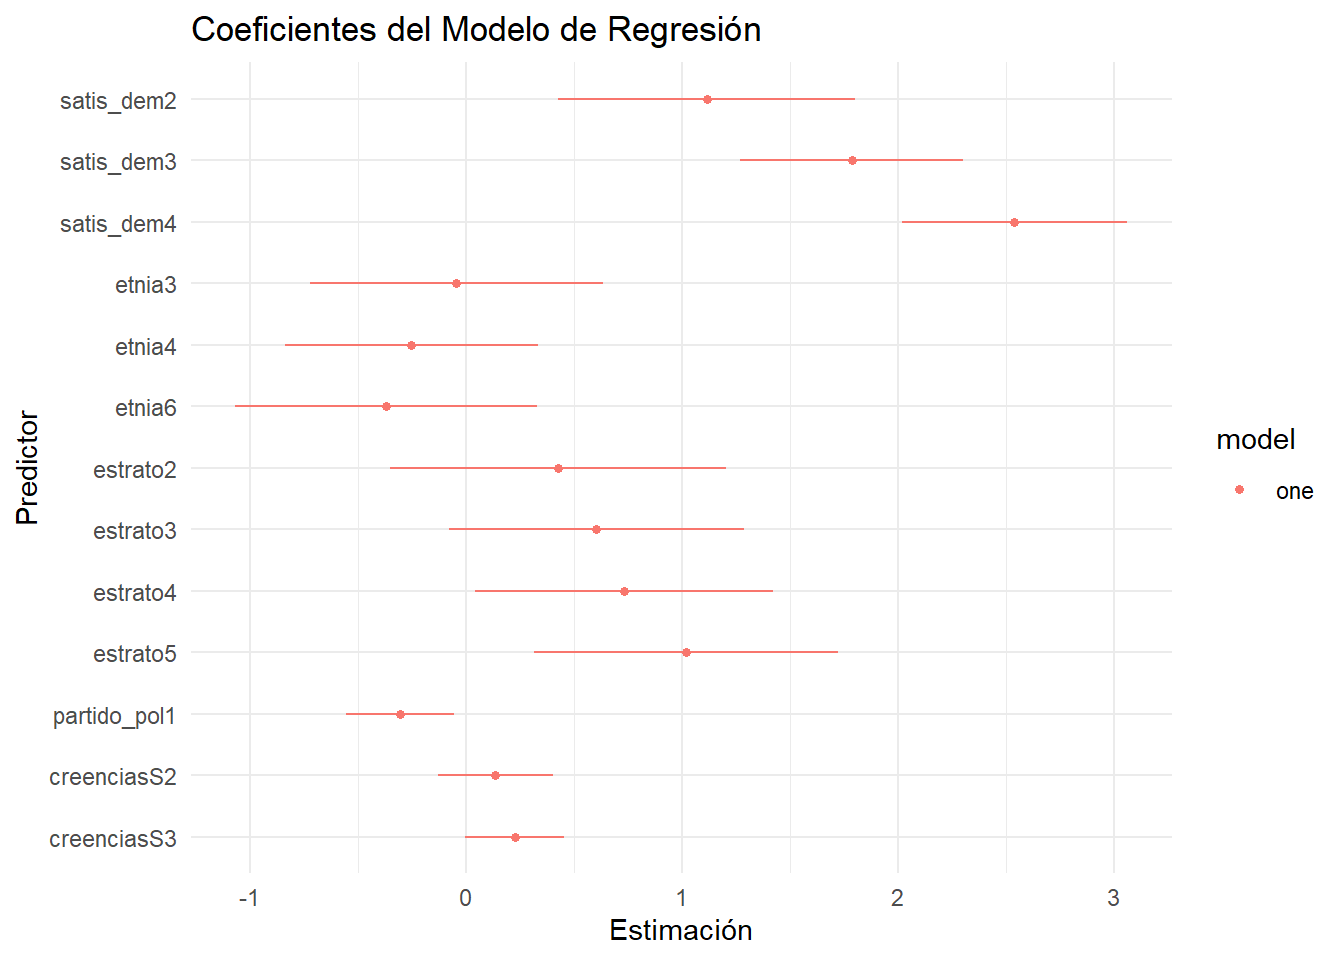 Coeficientes del Modelo de Regresión
satis_dem2
satis_dem3
satis_dem4
etnia3
etnia4
etnia6
estrato2
estrato3
estrato4
estrato5
partido_pol1
creenciasS2
creenciasS3
Predictor
-1 0 1 2 3
Estimación
model
one